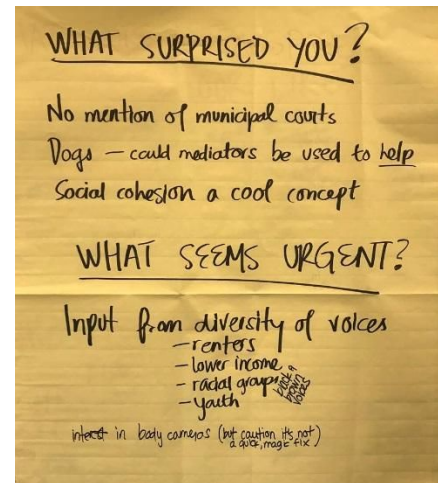 WHAT SURPRISED YOU?
No mention of municipal courts
Dogs – could mediators be used to help
Social cohesion a cool concept
WHAT SEEMS URGENT?
Input from diversity of voices
– renters
– lower income
– racial groups
black & brown voices
– youth
interest in body cameras (but caution it's not
a quick, magic fix)